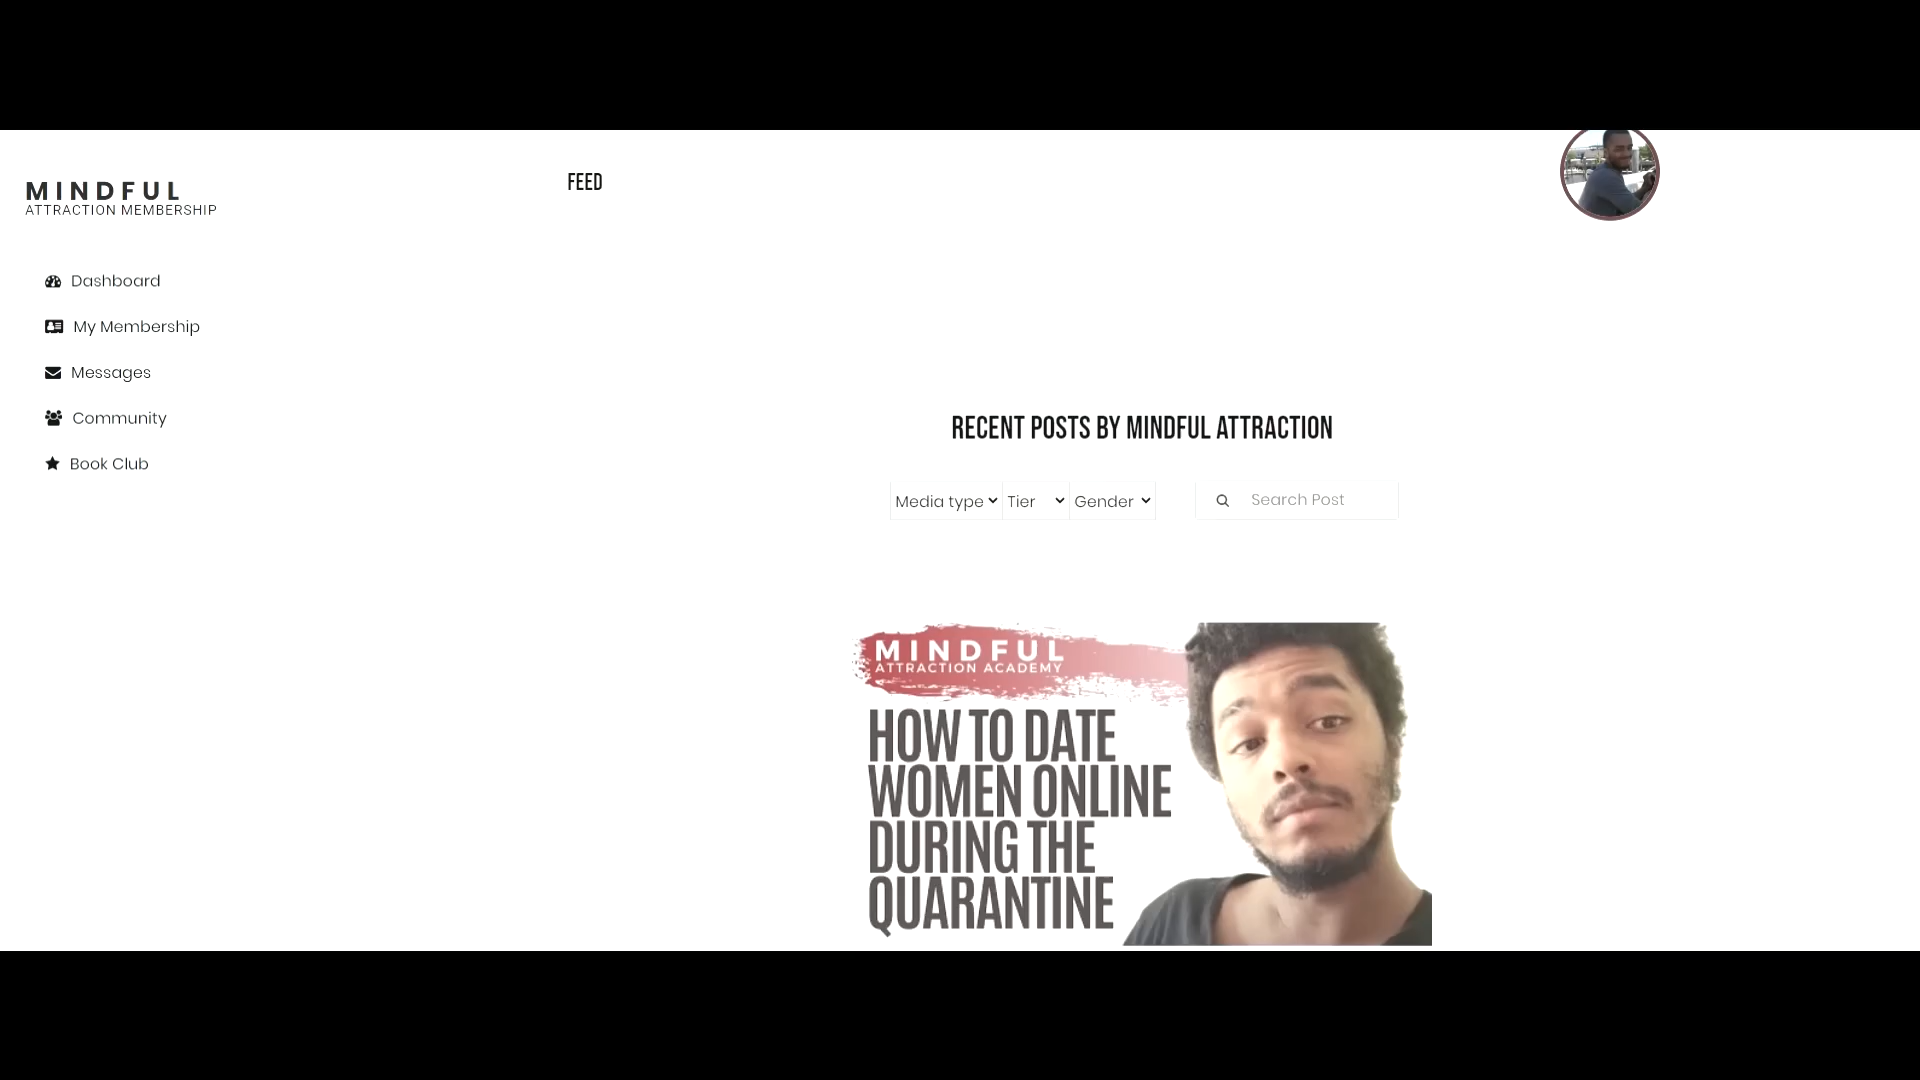 MINDFUL
ATTRACTION MEMBERSHIP
Dashboard
My Membership
Messages
Community
Book Club
FEED
RECENT POSTS BY MINDFUL ATTRACTION
Media type
Tier
Gender
Search Post
MINDFUL
ATTRACTION ACADEMY
HOW TO DATE
WOMEN ONLINE
DURING THE
QUARANTINE